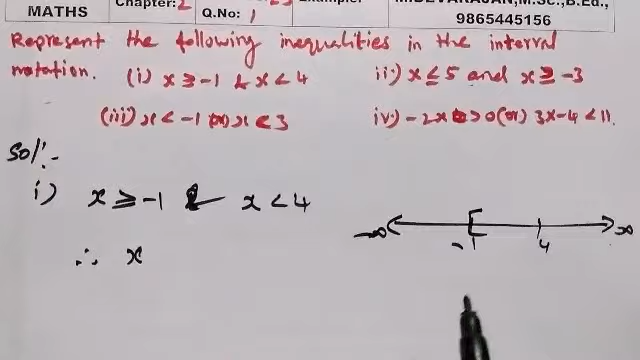 MATHS Chapter: 2
Q.No: 1 9865445156
Represent the following inequalities in the interval
notation. (i) x ≥ -1 & x < 4 ii) x ≤ 5 and x ≥ -3
(iii) x < -1 (or) x < 3 iv) -2x > 0 (or) 3x-4 < 11.
Sol:-
i) x ≥ -1 & x < 4
-∞ -1 4 ∞
∴ x